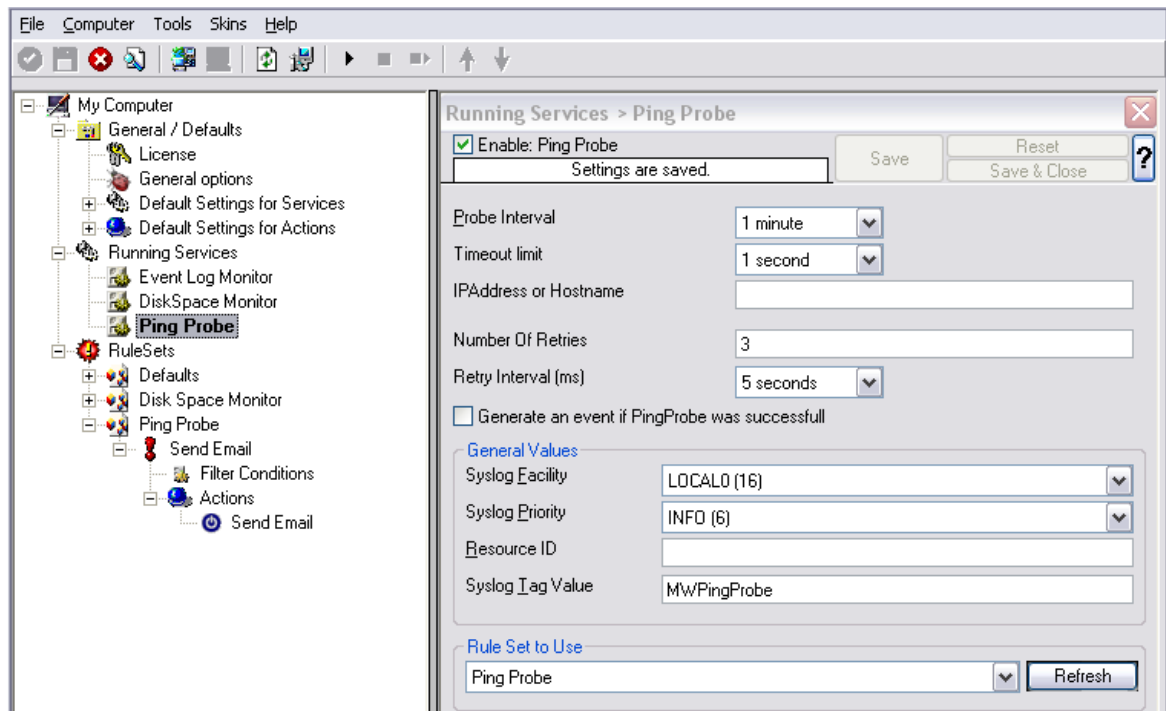 File Computer Tools Skins Help
My Computer
General / Defaults
License
General options
Default Settings for Services
Default Settings for Actions
Running Services
Event Log Monitor
DiskSpace Monitor
Ping Probe
RuleSets
Defaults
Disk Space Monitor
Ping Probe
Send Email
Filter Conditions
Actions
Send Email
Running Services > Ping Probe
Enable: Ping Probe
Settings are saved.
Save
Reset
Save & Close
?
Probe Interval 1 minute
Timeout limit 1 second
IPAddress or Hostname
Number Of Retries 3
Retry Interval (ms) 5 seconds
Generate an event if PingProbe was successfull
General Values
Syslog Facility LOCAL0 (16)
Syslog Priority INFO (6)
Resource ID
Syslog Tag Value MWPingProbe
Rule Set to Use
Ping Probe Refresh